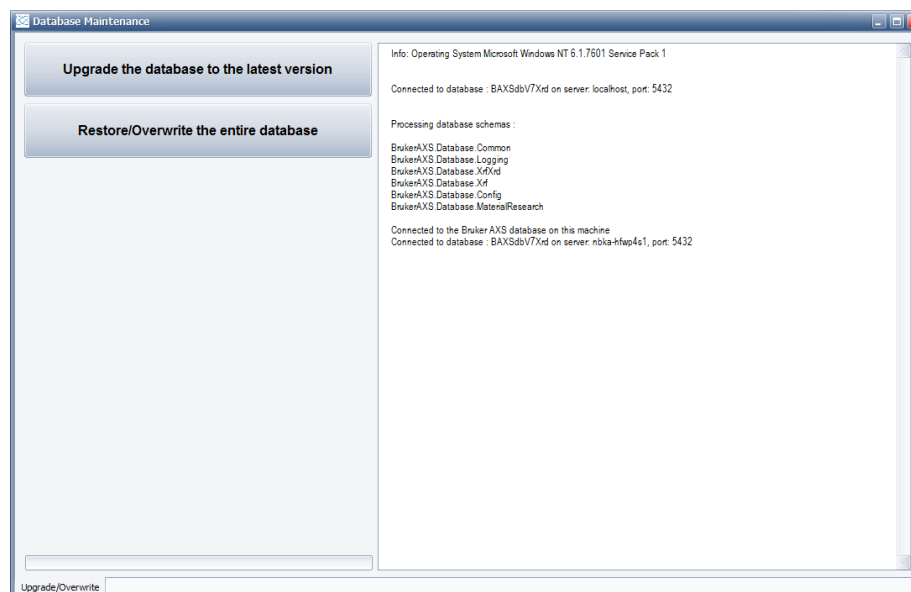 Database Maintenance
Upgrade the database to the latest version
Restore/Overwrite the entire database
Info: Operating System Microsoft Windows NT 6.1.7601 Service Pack 1
Connected to database : BAXSdbV7Xrd on server: localhost, port: 5432
Processing database schemas :
BrukerAXS.Database.Common
BrukerAXS.Database.Logging
BrukerAXS.Database.XrfXrd
BrukerAXS.Database.Xrf
BrukerAXS.Database.Config
BrukerAXS.Database.MaterialResearch
Connected to the Bruker AXS database on this machine
Connected to database : BAXSdbV7Xrd on server: nbka-hfwp4s1, port: 5432
Upgrade/Overwrite